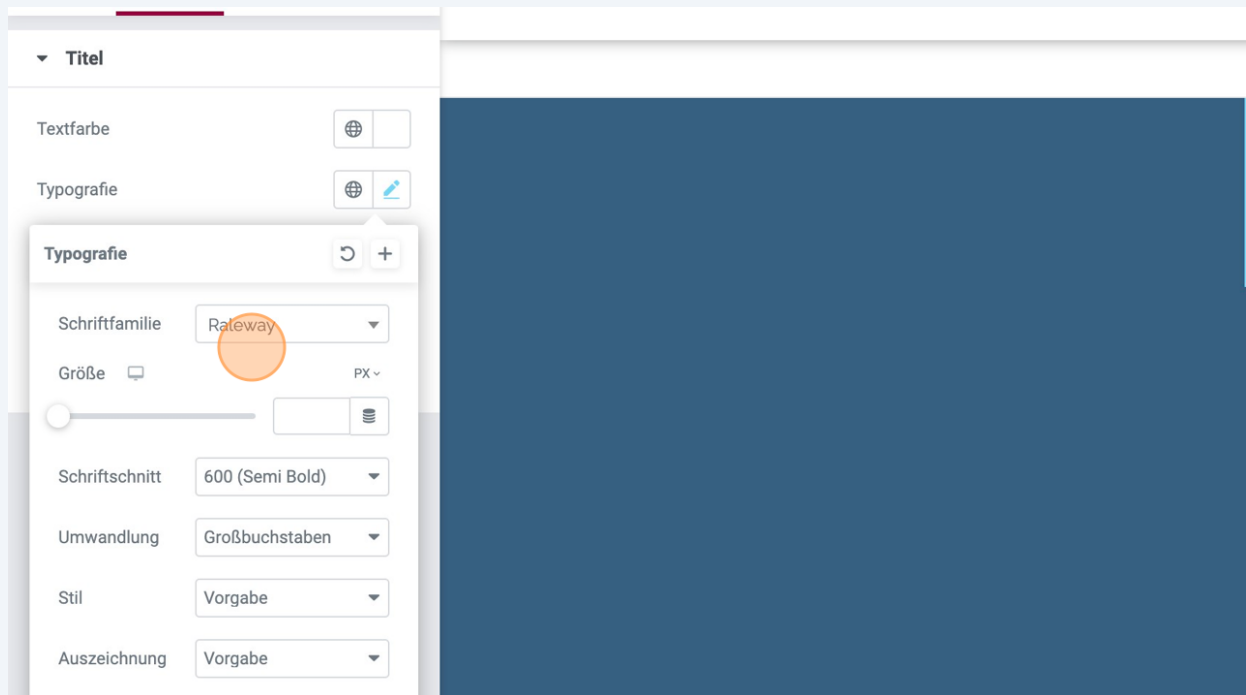 Titel
Textfarbe
Typografie
Typografie
Schriftfamilie Raleway
Größe PX
Schriftschnitt 600 (Semi Bold)
Umwandlung Großbuchstaben
Stil Vorgabe
Auszeichnung Vorgabe